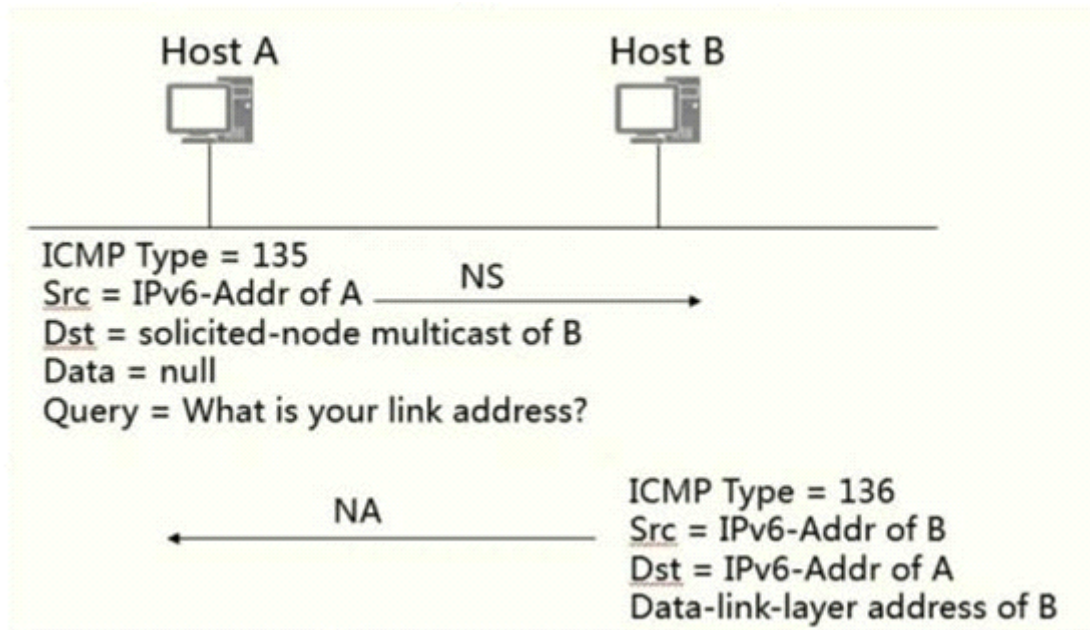 Host A
Host B
ICMP Type = 135
Src = IPv6-Addr of A
NS
Dst = solicited-node multicast of B
Data = null
Query = What is your link address?
NA
ICMP Type = 136
Src = IPv6-Addr of B
Dst = IPv6-Addr of A
Data-link-layer address of B